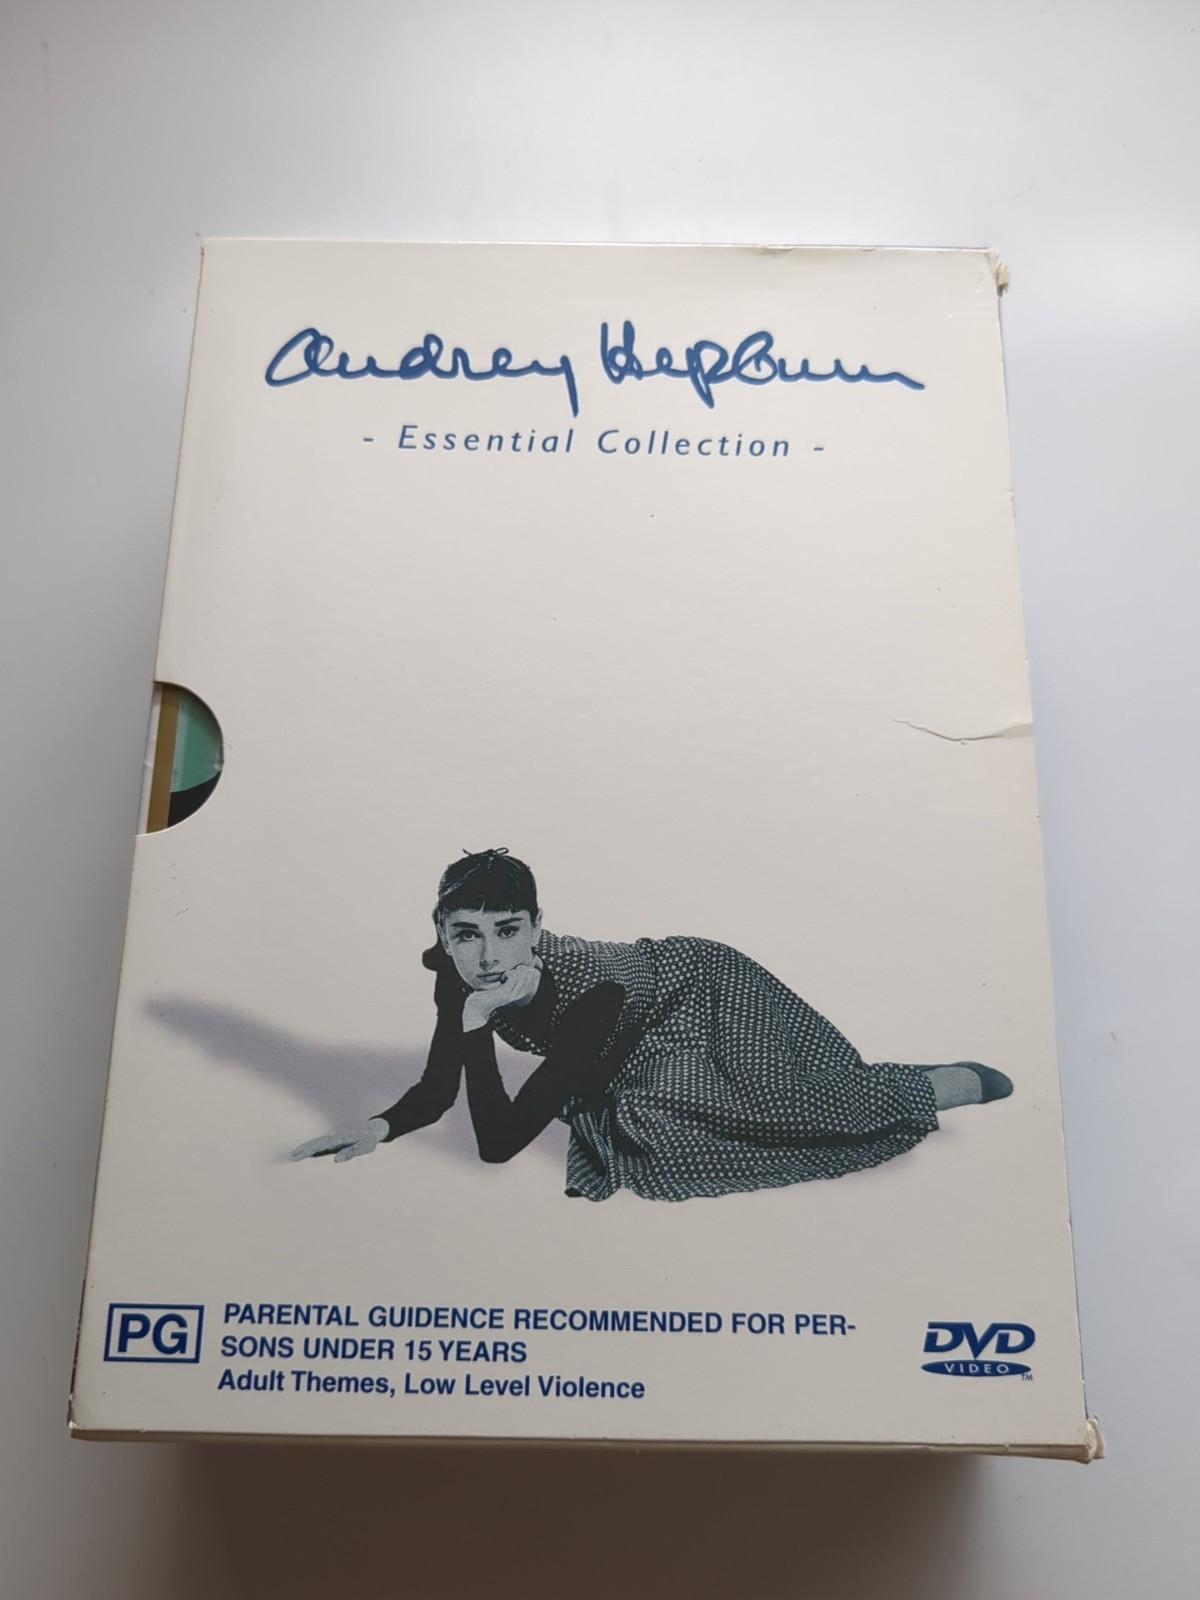 Audrey Hepburn
- Essential Collection -
PG
PARENTAL GUIDENCE RECOMMENDED FOR PER-
SONS UNDER 15 YEARS
Adult Themes, Low Level Violence
DVD
VIDEO TM